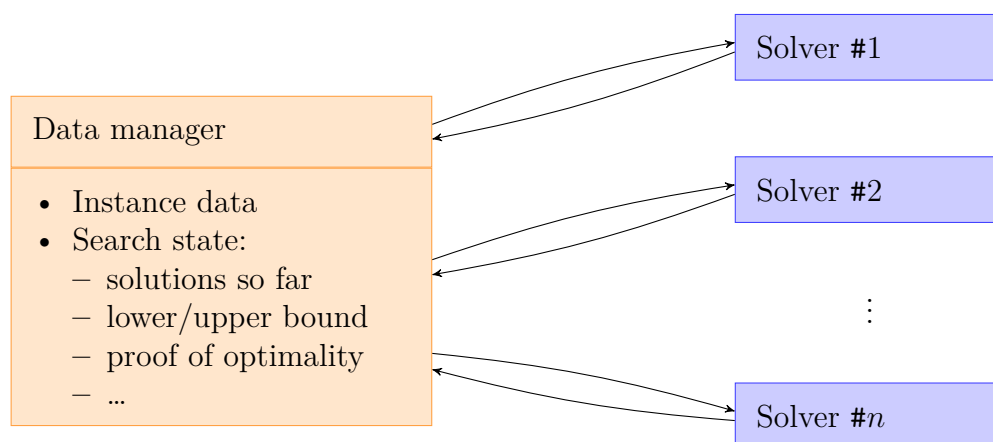 Data manager
• Instance data
• Search state:
– solutions so far
– lower/upper bound
– proof of optimality
– ...
Solver #1
Solver #2
⋮
Solver #n